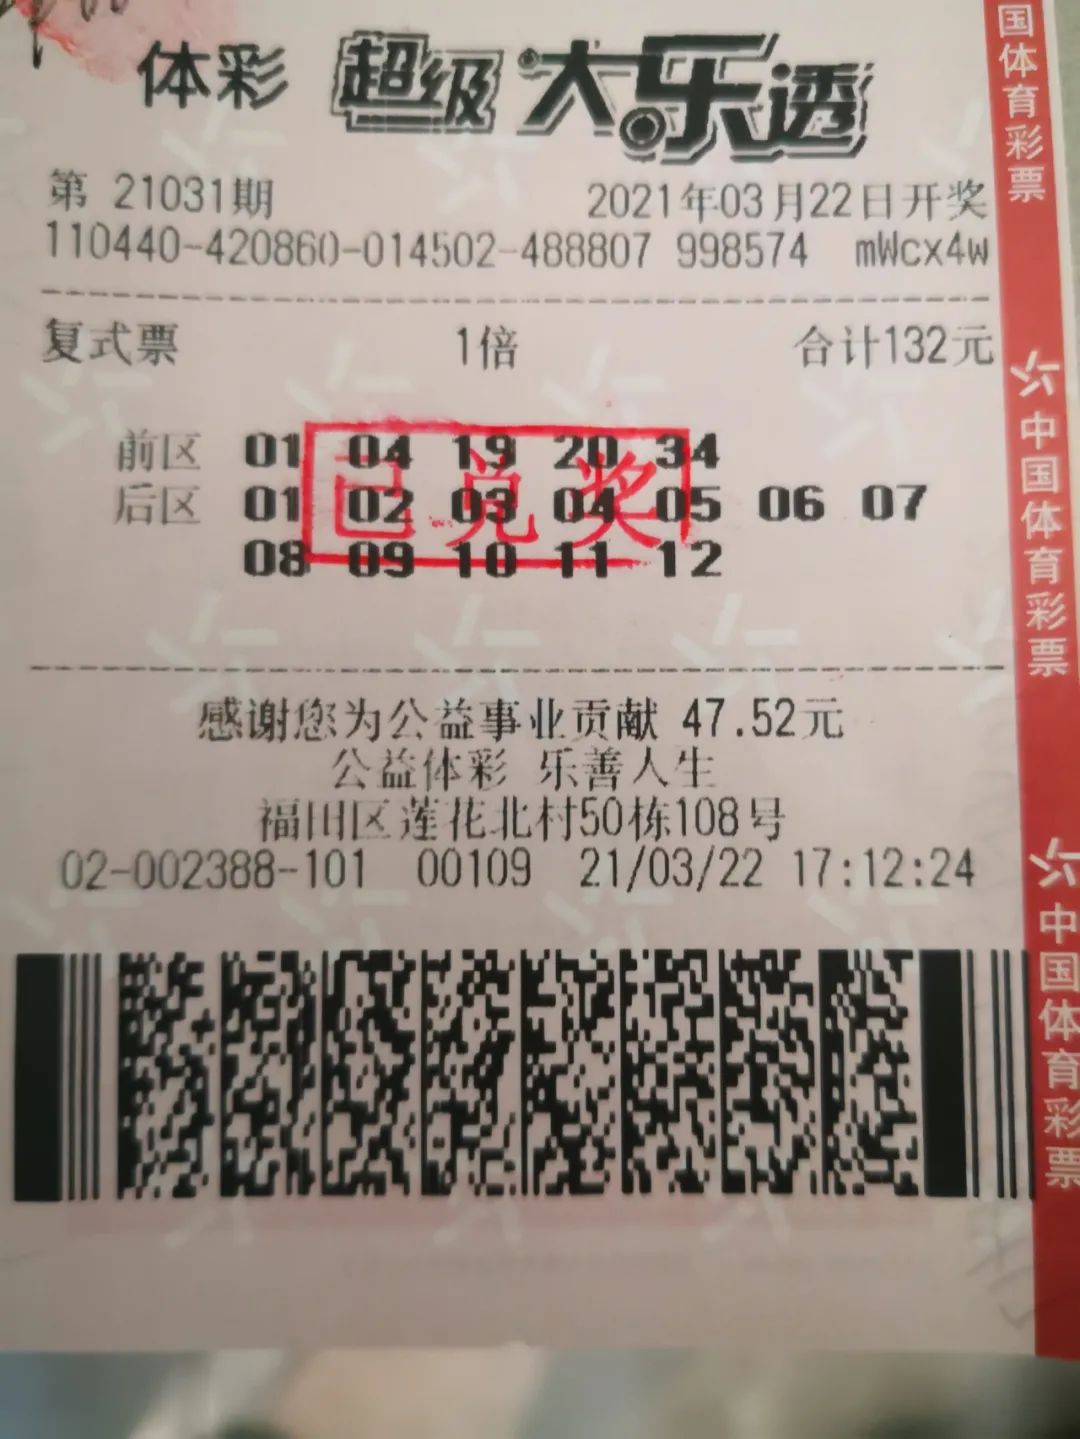 体彩 超级大乐透
第 21031期 2021年03月22日开奖
110440-420860-014502-488807 998574 mWcx4w
复式票 1倍 合计132元
前区 01 04 19 20 34
后区 01 02 03 04 05 06 07
08 09 10 11 12
已兑奖
感谢您为公益事业贡献 47.52元
公益体彩 乐善人生
福田区莲花北村50栋108号
02-002388-101 00109 21/03/22 17:12:24
国体育彩票
中国体育彩票
中国体育彩票